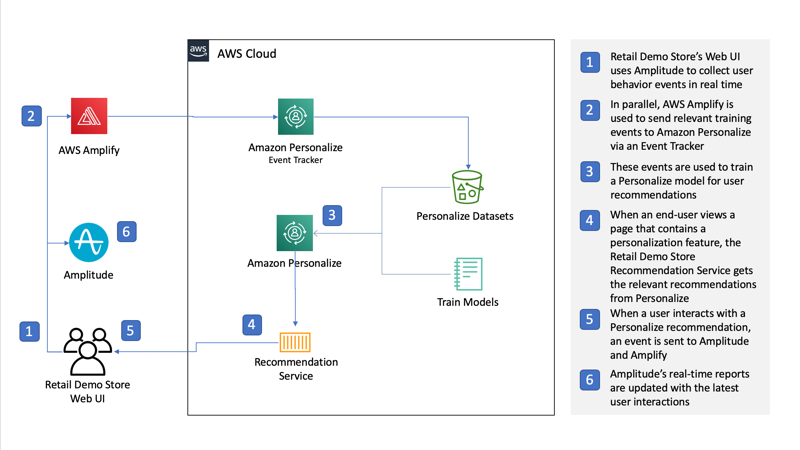 aws
AWS Cloud
2
AWS Amplify
Amazon Personalize
Event Tracker
Personalize Datasets
3
Amazon Personalize
6
Amplitude
Train Models
4
Recommendation
Service
1
5
Retail Demo Store
Web UI
1
Retail Demo Store's Web UI
uses Amplitude to collect user
behavior events in real time
2
In parallel, AWS Amplify is
used to send relevant training
events to Amazon Personalize
via an Event Tracker
3
These events are used to train
a Personalize model for user
recommendations
4
When an end-user views a
page that contains a
personalization feature, the
Retail Demo Store
Recommendation Service gets
the relevant recommendations
from Personalize
5
When a user interacts with a
Personalize recommendation,
an event is sent to Amplitude
and Amplify
6
Amplitude's real-time reports
are updated with the latest
user interactions